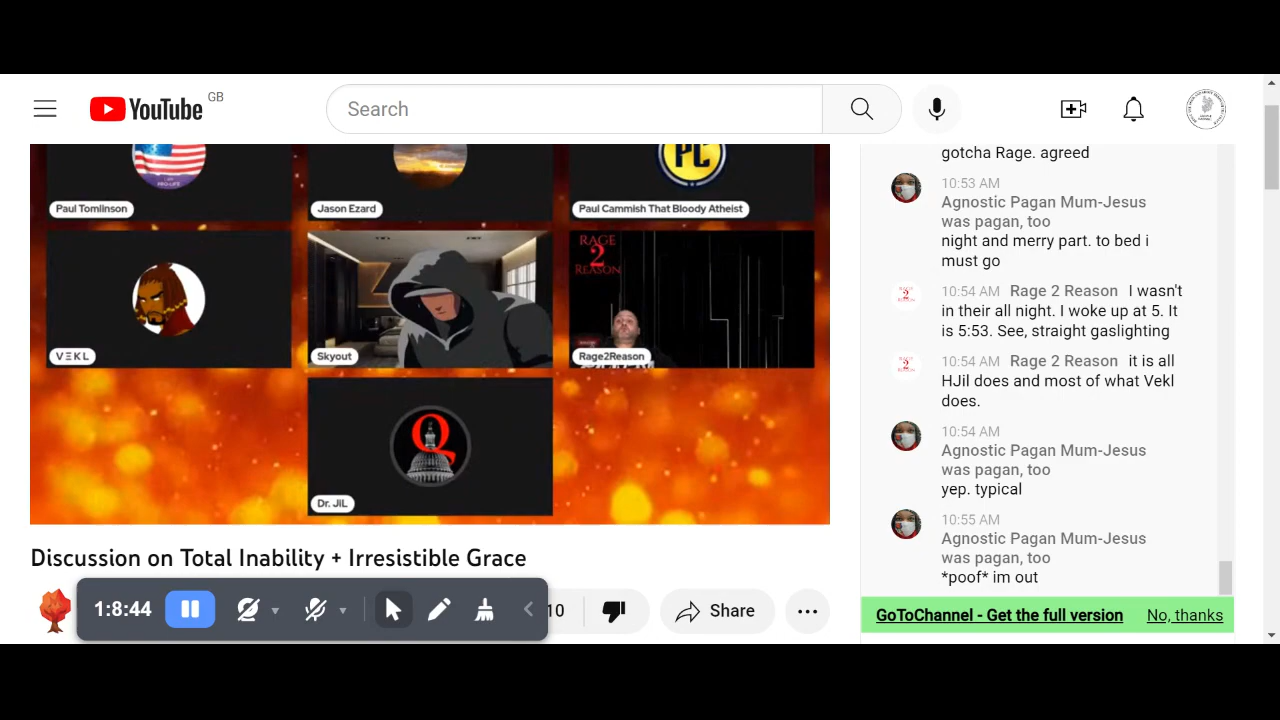 YouTube
GB
Search
Paul Tomlinson
Jason Ezard
PC
Paul Cammish That Bloody Atheist
VΞKL
Skyout
RAGE
2
REASON
Rage2Reason
Q
Dr. JIL
Discussion on Total Inability + Irresistible Grace
1:8:44
10
Share
gotcha Rage. agreed
10:53 AM
Agnostic Pagan Mum-Jesus
was pagan, too
night and merry part. to bed i
must go
10:54 AM Rage 2 Reason I wasn't
in their all night. I woke up at 5. It
is 5:53. See, straight gaslighting
10:54 AM Rage 2 Reason it is all
HJil does and most of what Vekl
does.
10:54 AM
Agnostic Pagan Mum-Jesus
was pagan, too
yep. typical
10:55 AM
Agnostic Pagan Mum-Jesus
was pagan, too
*poof* im out
GoToChannel - Get the full version No, thanks